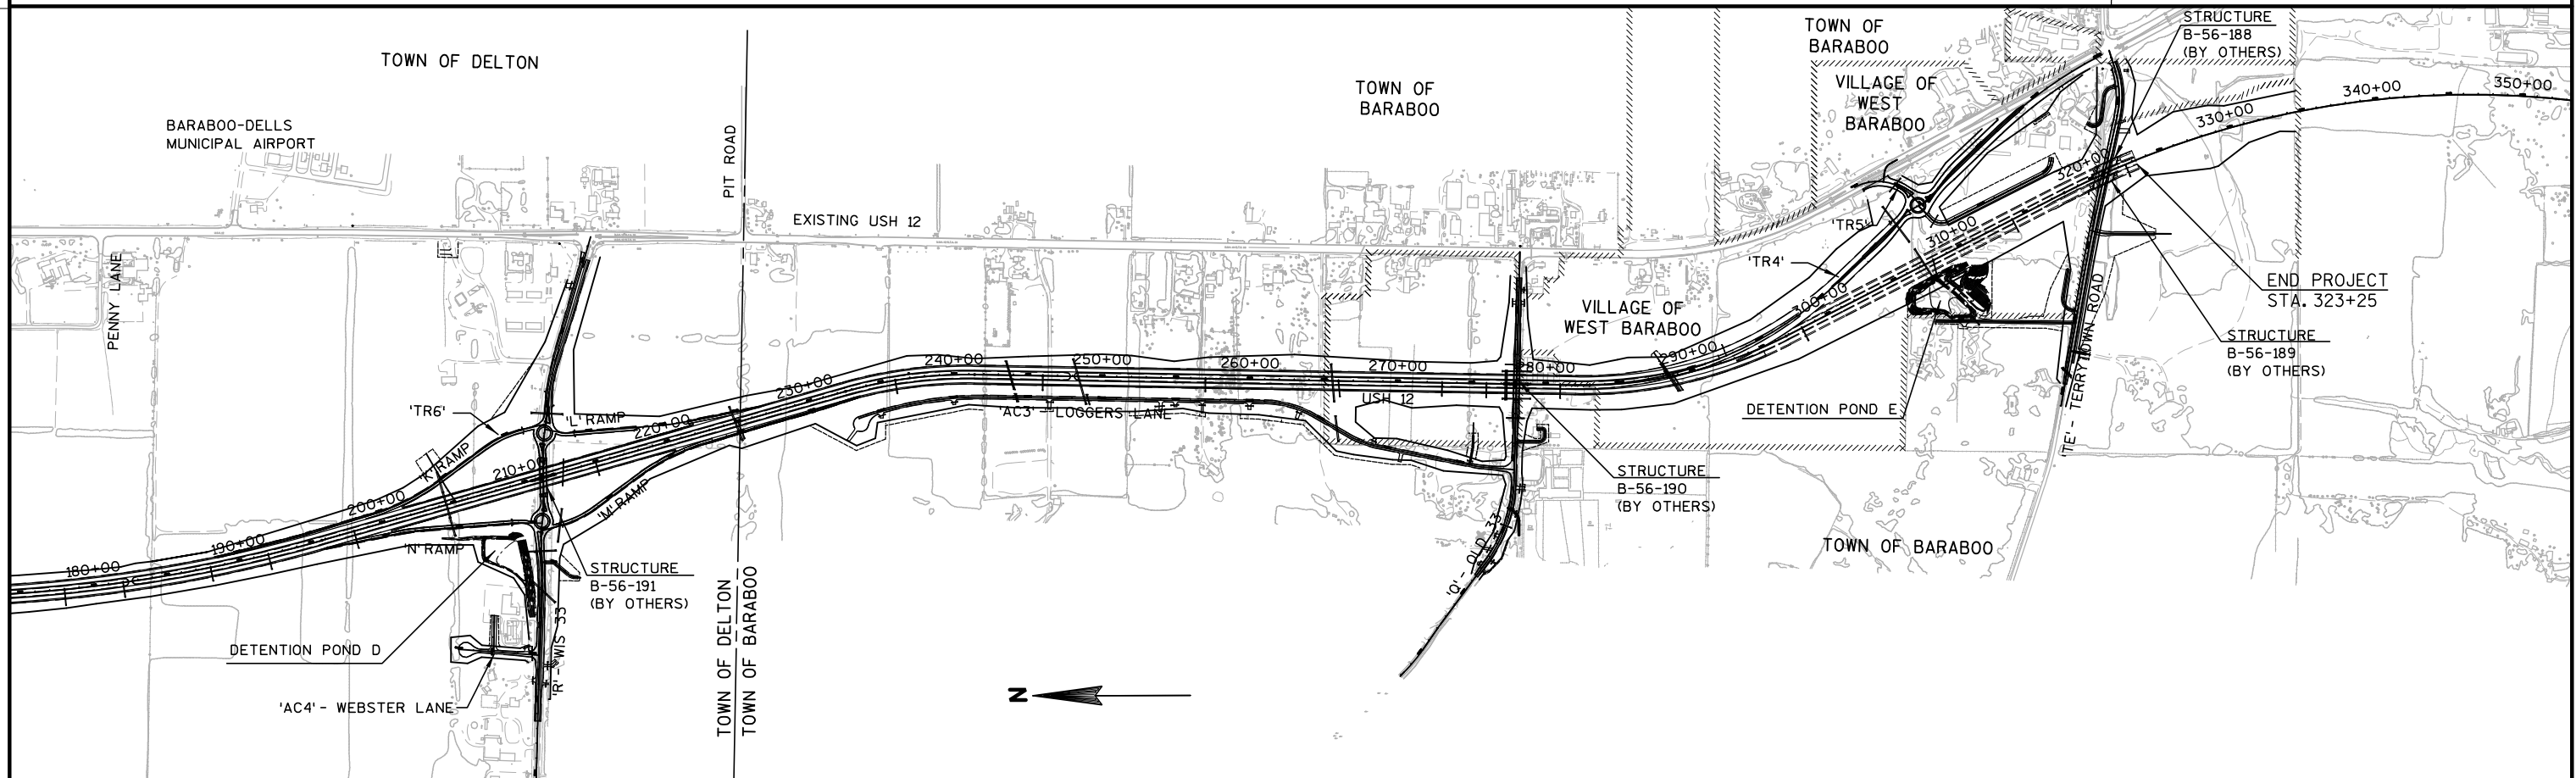 TOWN OF DELTON
BARABOO-DELLS
MUNICIPAL AIRPORT
PENNY LANE
PIT ROAD
EXISTING USH 12
TOWN OF
BARABOO
TOWN OF
BARABOO
VILLAGE OF
WEST
BARABOO
STRUCTURE
B-56-188
(BY OTHERS)
340+00
350+00
330+00
320+00
310+00
300+00
290+00
280+00
270+00
260+00
250+00
240+00
230+00
220+00
210+00
200+00
190+00
180+00
'TR5'
'TR4'
'TR6'
'L' RAMP
'K' RAMP
'M' RAMP
'N' RAMP
'AC3' - LOGGERS LANE
USH 12
VILLAGE OF
WEST BARABOO
END PROJECT
STA. 323+25
STRUCTURE
B-56-189
(BY OTHERS)
DETENTION POND E
'TE' - TERRYTOWN ROAD
STRUCTURE
B-56-190
(BY OTHERS)
TOWN OF BARABOO
'Q' - OLD 33
STRUCTURE
B-56-191
(BY OTHERS)
DETENTION POND D
'R' - WIS 33
'AC4' - WEBSTER LANE
TOWN OF DELTON
TOWN OF BARABOO
N